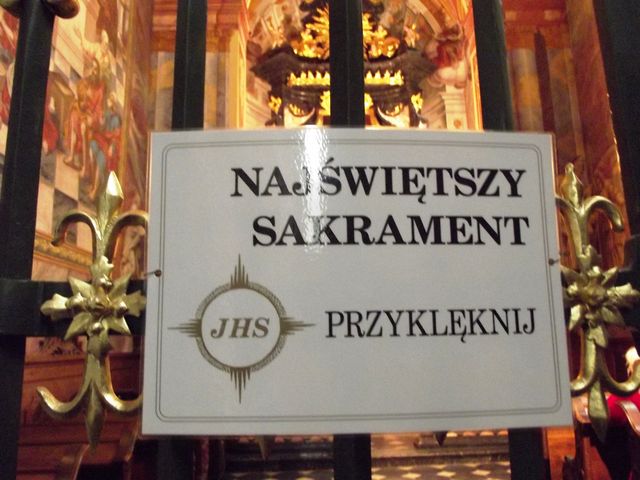 NAJŚWIĘTSZY
SAKRAMENT
JHS
PRZYKLĘKNIJ